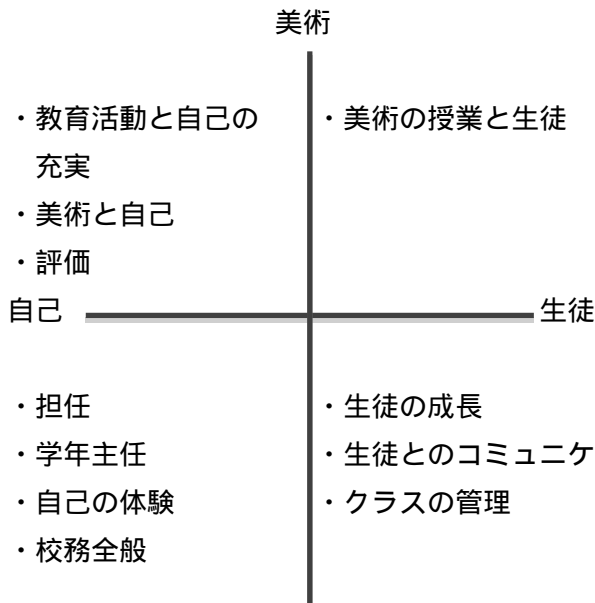 美術
・教育活動と自己の
充実
・美術と自己
・評価
・美術の授業と生徒
自己
生徒
・担任
・学年主任
・自己の体験
・校務全般
・生徒の成長
・生徒とのコミュニケ
・クラスの管理